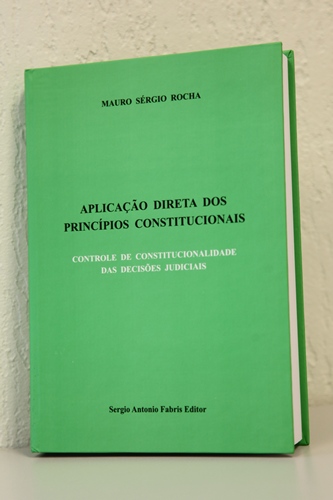 MAURO SÉRGIO ROCHA
APLICAÇÃO DIRETA DOS
PRINCÍPIOS CONSTITUCIONAIS
CONTROLE DE CONSTITUCIONALIDADE
DAS DECISÕES JUDICIAIS
Sergio Antonio Fabris Editor